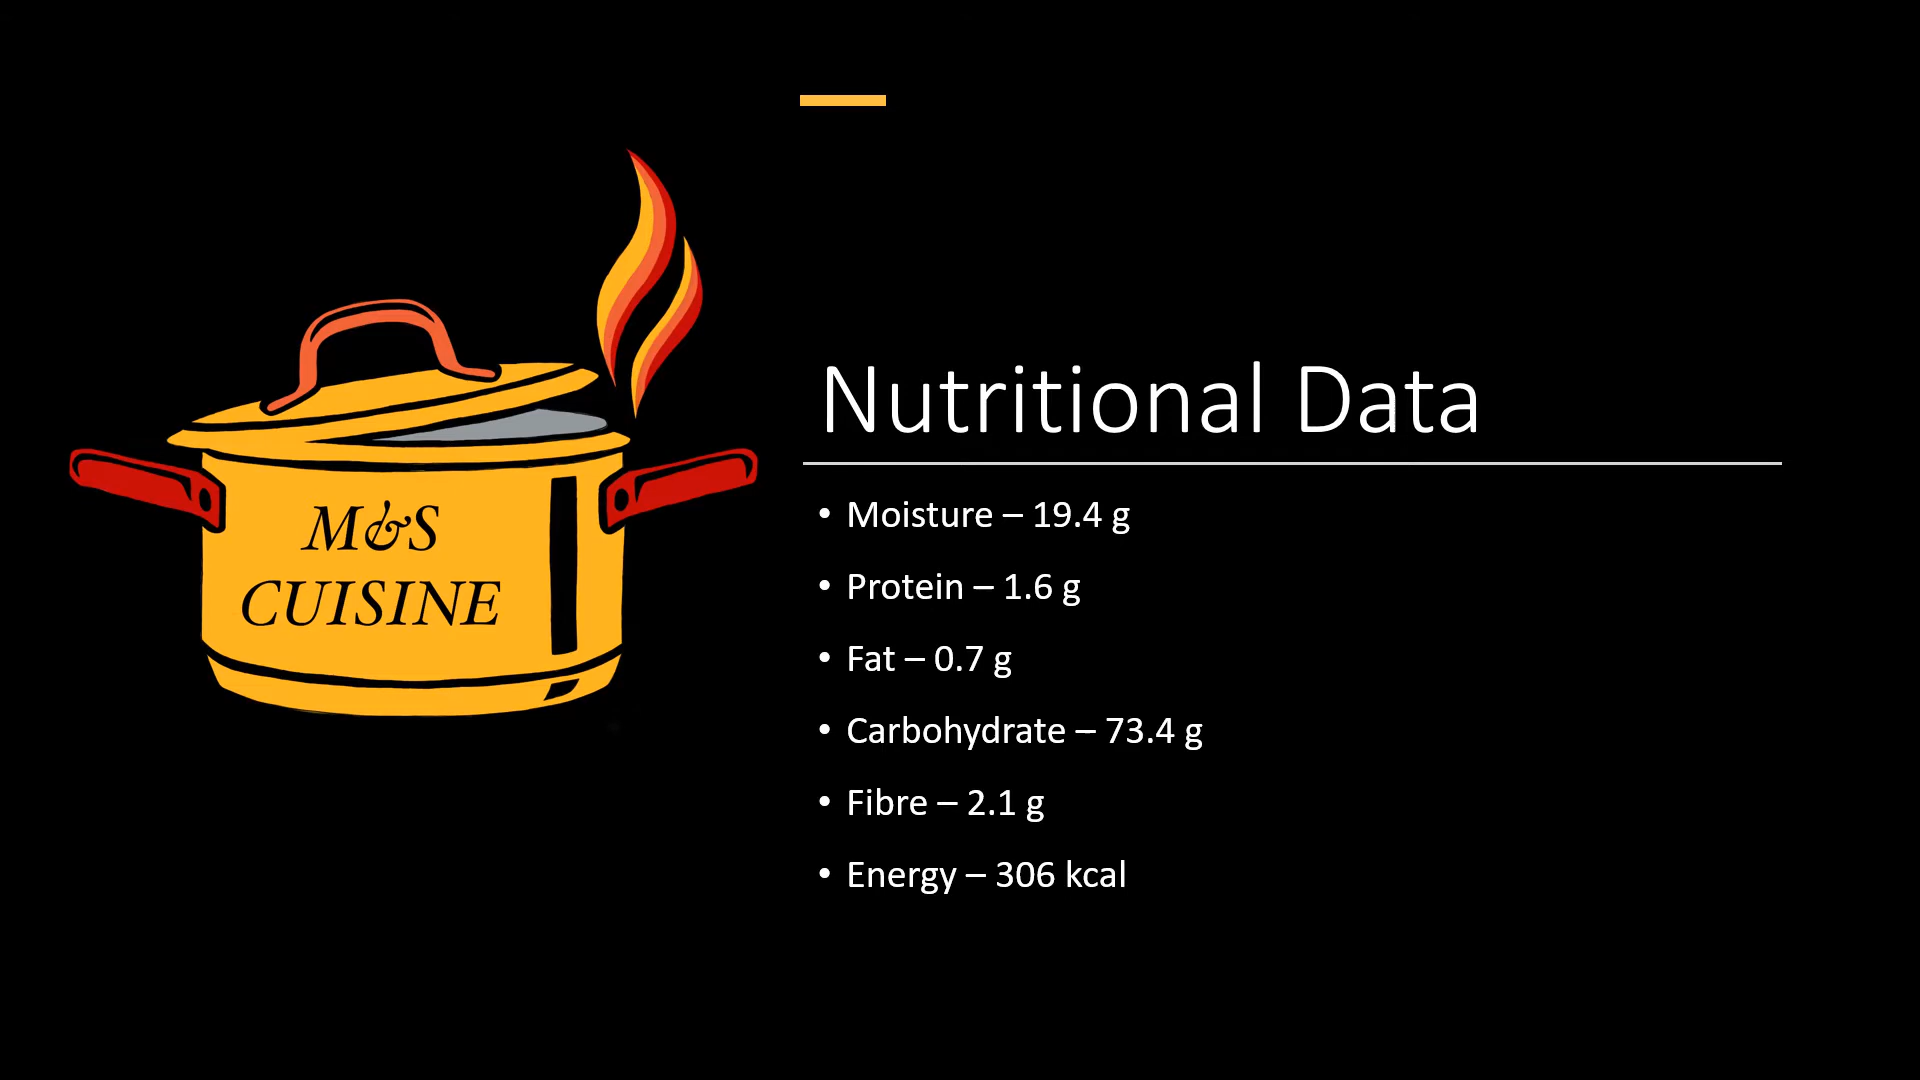 M&S
CUISINE
Nutritional Data
• Moisture – 19.4 g
• Protein – 1.6 g
• Fat – 0.7 g
• Carbohydrate – 73.4 g
• Fibre – 2.1 g
• Energy – 306 kcal